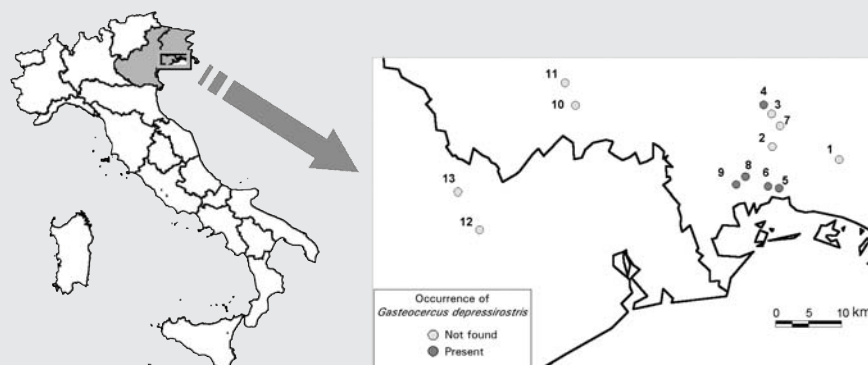 11
10
4
3
7
2
1
8
9
6
5
13
12
Occurrence of
Gasteocercus depressirostris
Not found
Present
0 5 10 km